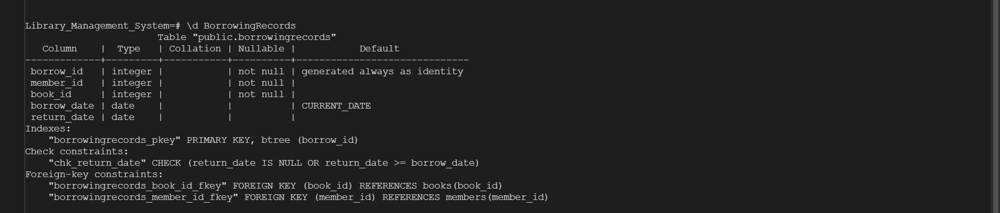 Library_Management_System=# \d BorrowingRecords
                       Table "public.borrowingrecords"
   Column    |  Type   | Collation | Nullable |           Default
-------------+---------+-----------+----------+------------------------------
 borrow_id   | integer |           | not null | generated always as identity
 member_id   | integer |           | not null |
 book_id     | integer |           | not null |
 borrow_date | date    |           |          | CURRENT_DATE
 return_date | date    |           |          |
Indexes:
    "borrowingrecords_pkey" PRIMARY KEY, btree (borrow_id)
Check constraints:
    "chk_return_date" CHECK (return_date IS NULL OR return_date >= borrow_date)
Foreign-key constraints:
    "borrowingrecords_book_id_fkey" FOREIGN KEY (book_id) REFERENCES books(book_id)
    "borrowingrecords_member_id_fkey" FOREIGN KEY (member_id) REFERENCES members(member_id)